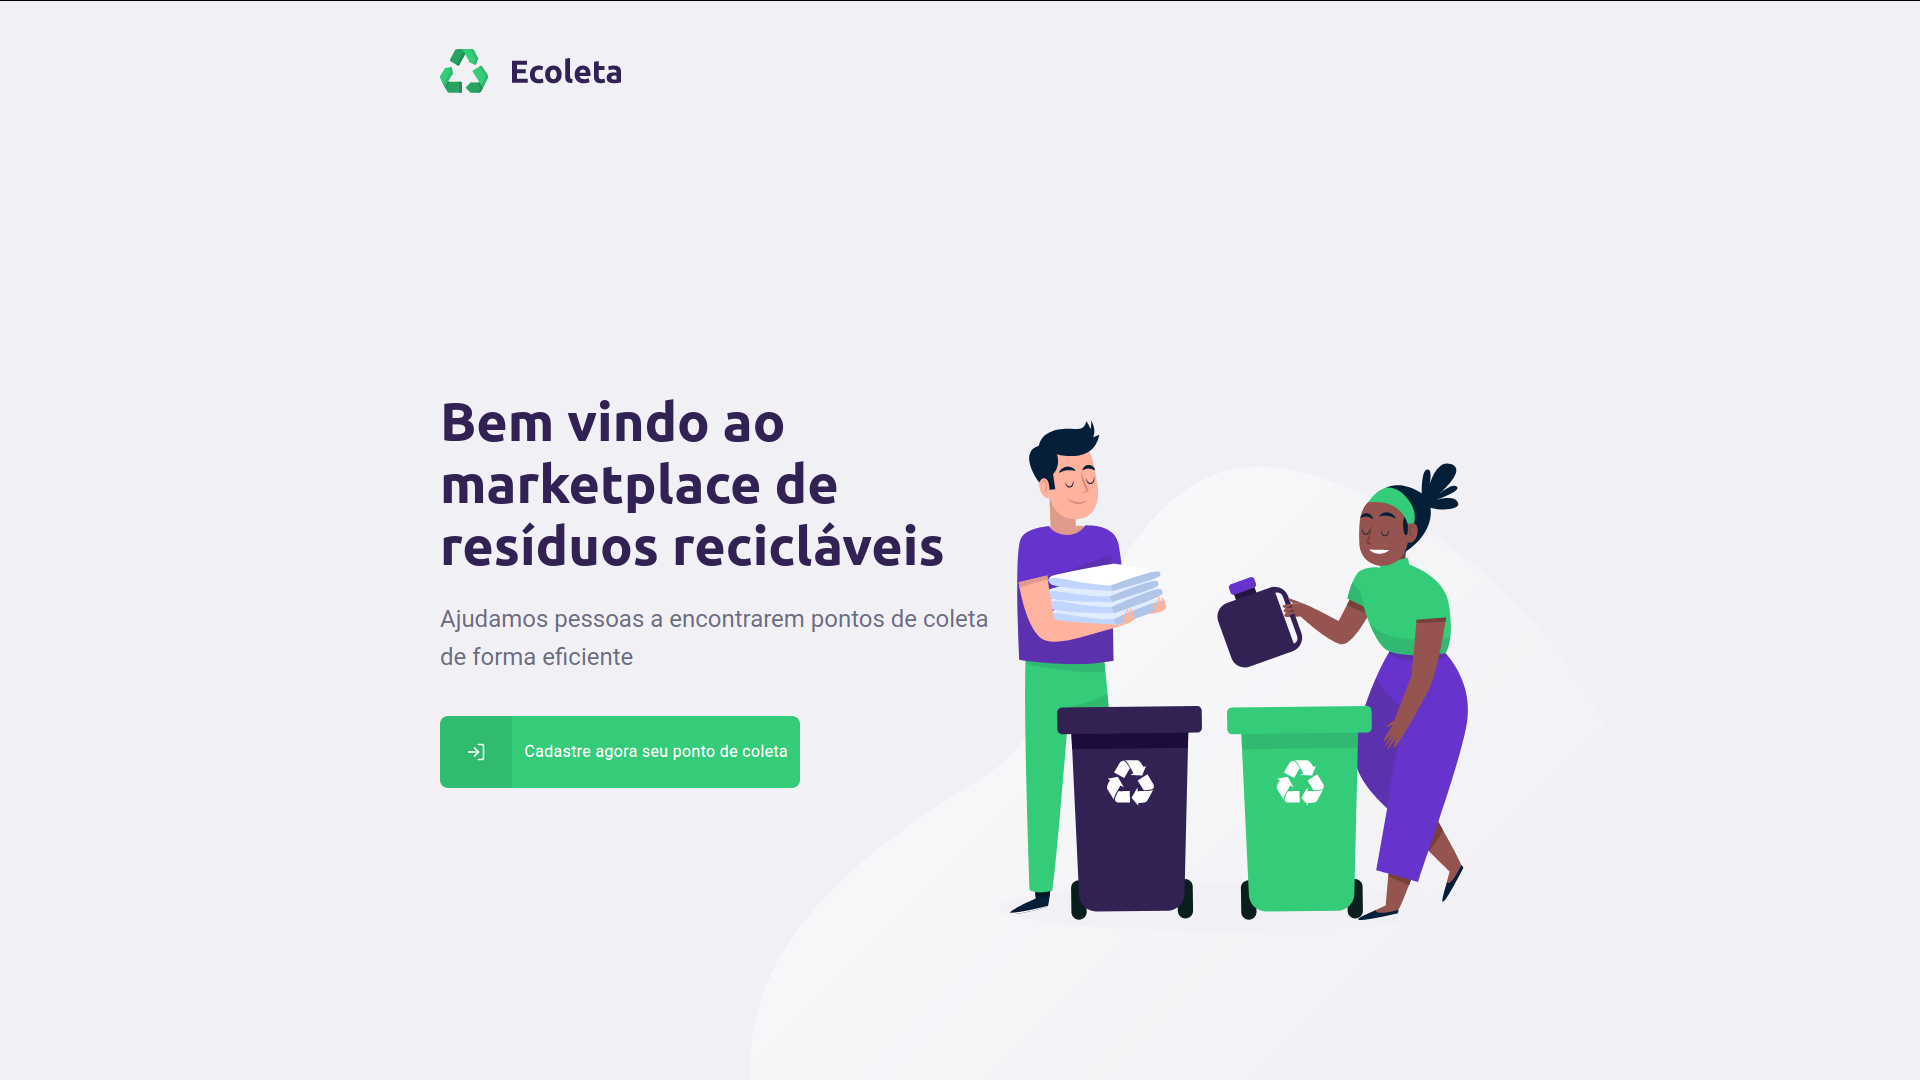 Ecoleta
Bem vindo ao
marketplace de
resíduos recicláveis
Ajudamos pessoas a encontrarem pontos de coleta
de forma eficiente
Cadastre agora seu ponto de coleta